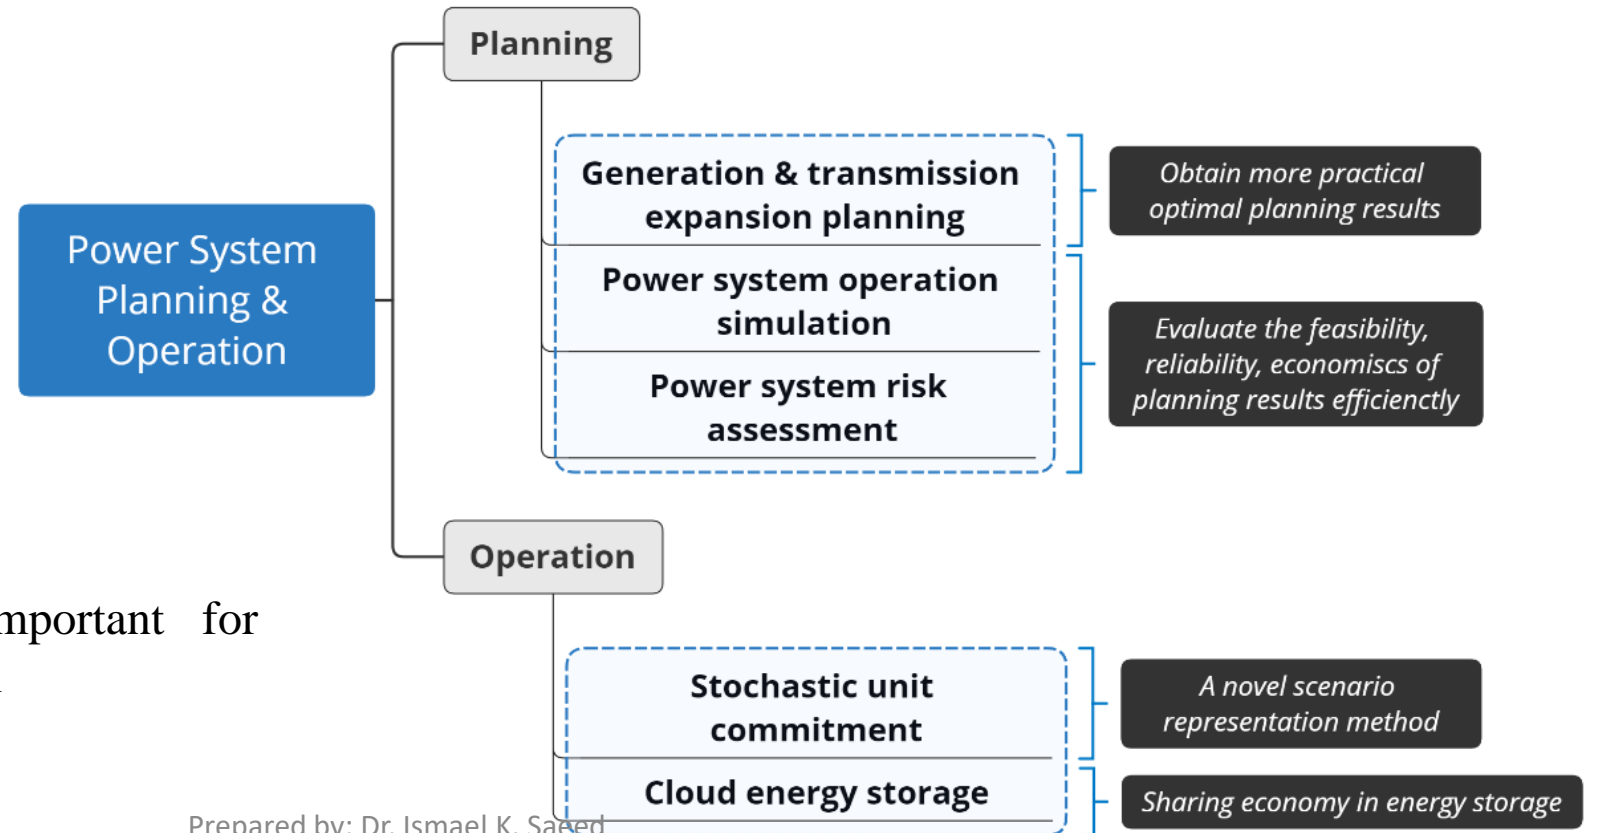 Planning
Generation & transmission
expansion planning
Obtain more practical
optimal planning results
Power System
Planning &
Operation
Power system operation
simulation
Evaluate the feasibility,
reliability, economiscs of
planning results efficienctly
Power system risk
assessment
Operation
mportant for
Stochastic unit
commitment
A novel scenario
representation method
Cloud energy storage
Sharing economy in energy storage
Prepared by: Dr. Ismael K. Saeed